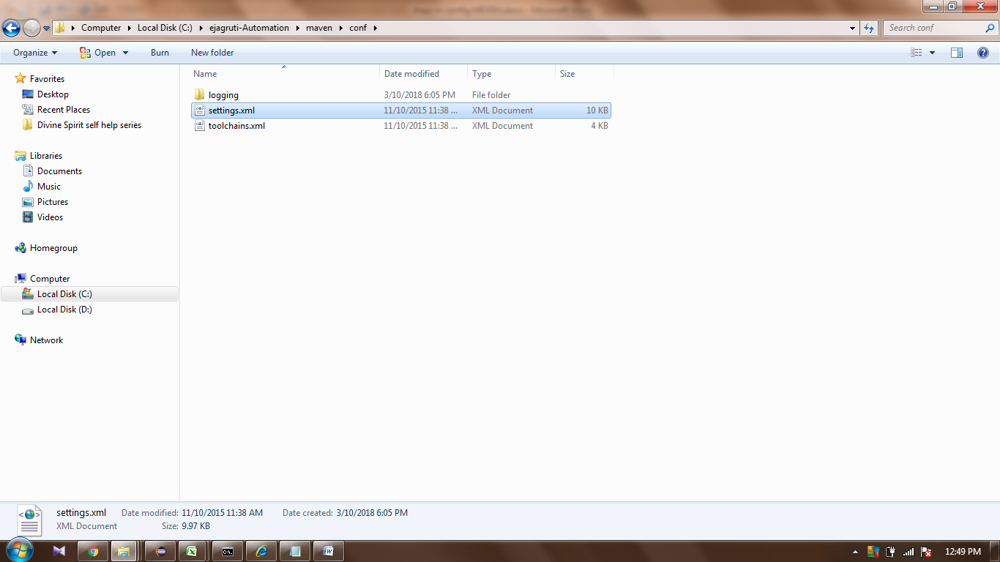 Computer Local Disk (C:) ejagruti-Automation maven conf
Search conf
Organize Open Burn New folder
Name Date modified Type Size
Favorites
Desktop
Recent Places
Divine Spirit self help series
Libraries
Documents
Music
Pictures
Videos
Homegroup
Computer
Local Disk (C:)
Local Disk (D:)
Network
logging 3/10/2018 6:05 PM File folder
settings.xml 11/10/2015 11:38 ... XML Document 10 KB
toolchains.xml 11/10/2015 11:38 ... XML Document 4 KB
settings.xml Date modified: 11/10/2015 11:38 AM Date created: 3/10/2018 6:05 PM
XML Document Size: 9.97 KB
12:49 PM